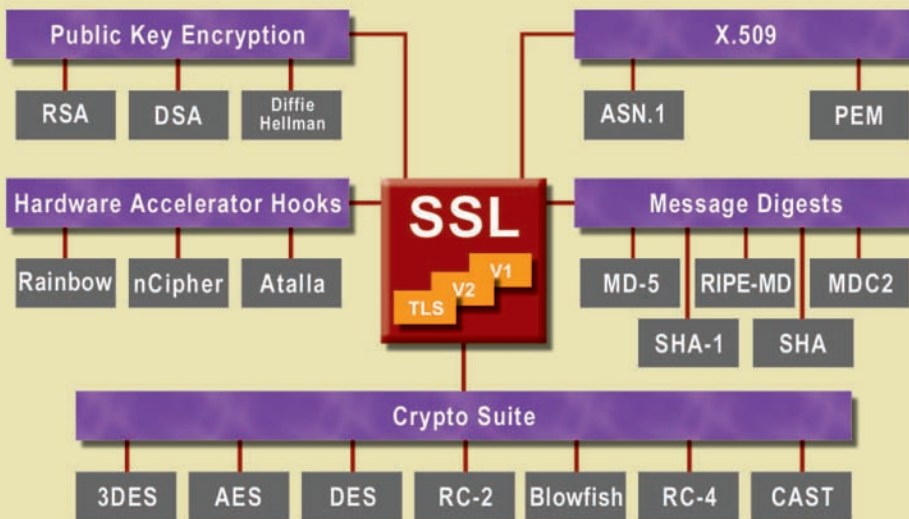 Public Key Encryption
X.509
RSA
DSA
Diffie
Hellman
ASN.1
PEM
Hardware Accelerator Hooks
SSL
V1
V2
TLS
Message Digests
Rainbow
nCipher
Atalla
MD-5
RIPE-MD
MDC2
SHA-1
SHA
Crypto Suite
3DES
AES
DES
RC-2
Blowfish
RC-4
CAST